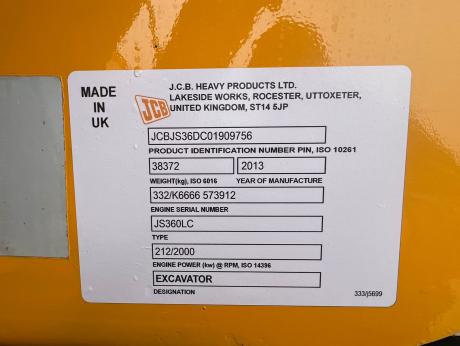 MADE
IN
UK
JCB
J.C.B. HEAVY PRODUCTS LTD.
LAKESIDE WORKS, ROCESTER, UTTOXETER,
UNITED KINGDOM, ST14 5JP
JCBJS36DC01909756
PRODUCT IDENTIFICATION NUMBER PIN, ISO 10261
38372 2013
WEIGHT(kg), ISO 6016 YEAR OF MANUFACTURE
332/K6666 573912
ENGINE SERIAL NUMBER
JS360LC
TYPE
212/2000
ENGINE POWER (kw) @ RPM, ISO 14396
EXCAVATOR
DESIGNATION
333/j5699